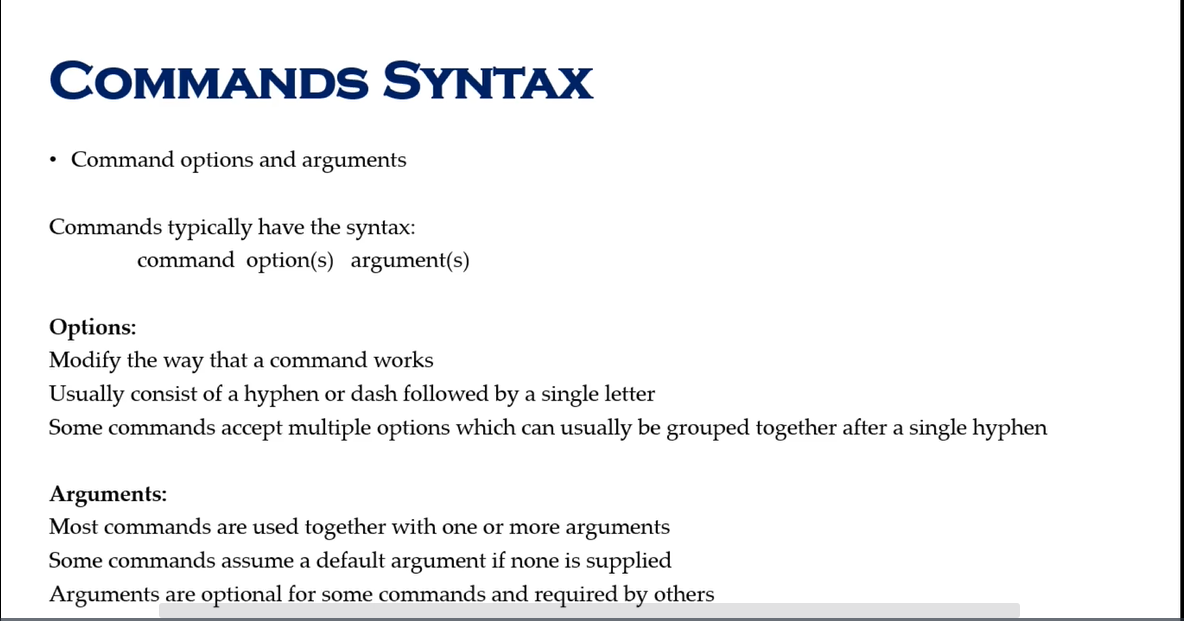 Commands Syntax
• Command options and arguments
Commands typically have the syntax:
command option(s) argument(s)
Options:
Modify the way that a command works
Usually consist of a hyphen or dash followed by a single letter
Some commands accept multiple options which can usually be grouped together after a single hyphen
Arguments:
Most commands are used together with one or more arguments
Some commands assume a default argument if none is supplied
Arguments are optional for some commands and required by others